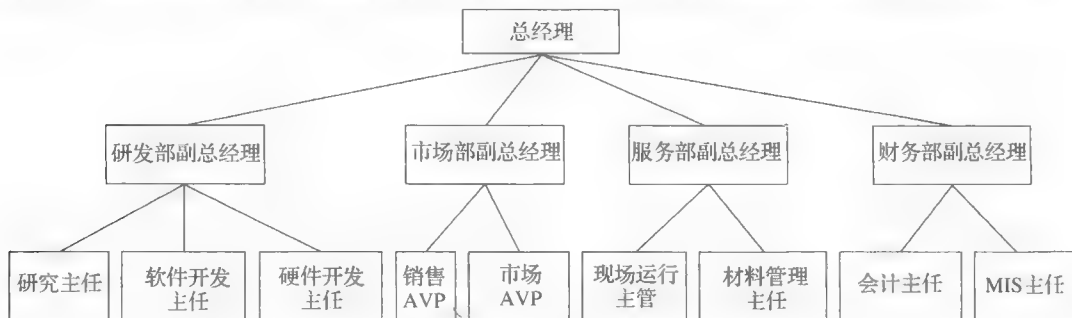 总经理
研发部副总经理
市场部副总经理
服务部副总经理
财务部副总经理
研究主任
软件开发
主任
硬件开发
主任
销售
AVP
市场
AVP
现场运行
主管
材料管理
主任
会计主任
MIS主任